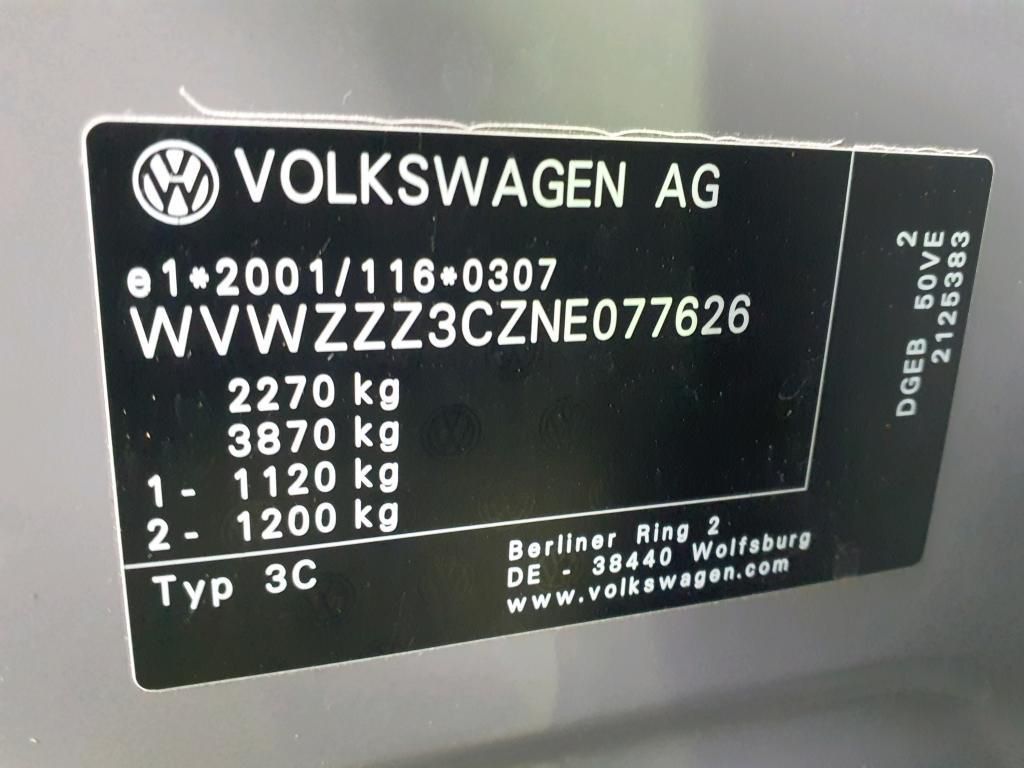 VOLKSWAGEN AG
e1*2001/116*0307
WVWZZZ3CZNE077626
2270 kg
3870 kg
1- 1120 kg
2- 1200 kg
Typ 3C
Berliner Ring 2
DE - 38440 Wolfsburg
www.volkswagen.com
2
DGEB 50VE
2125383